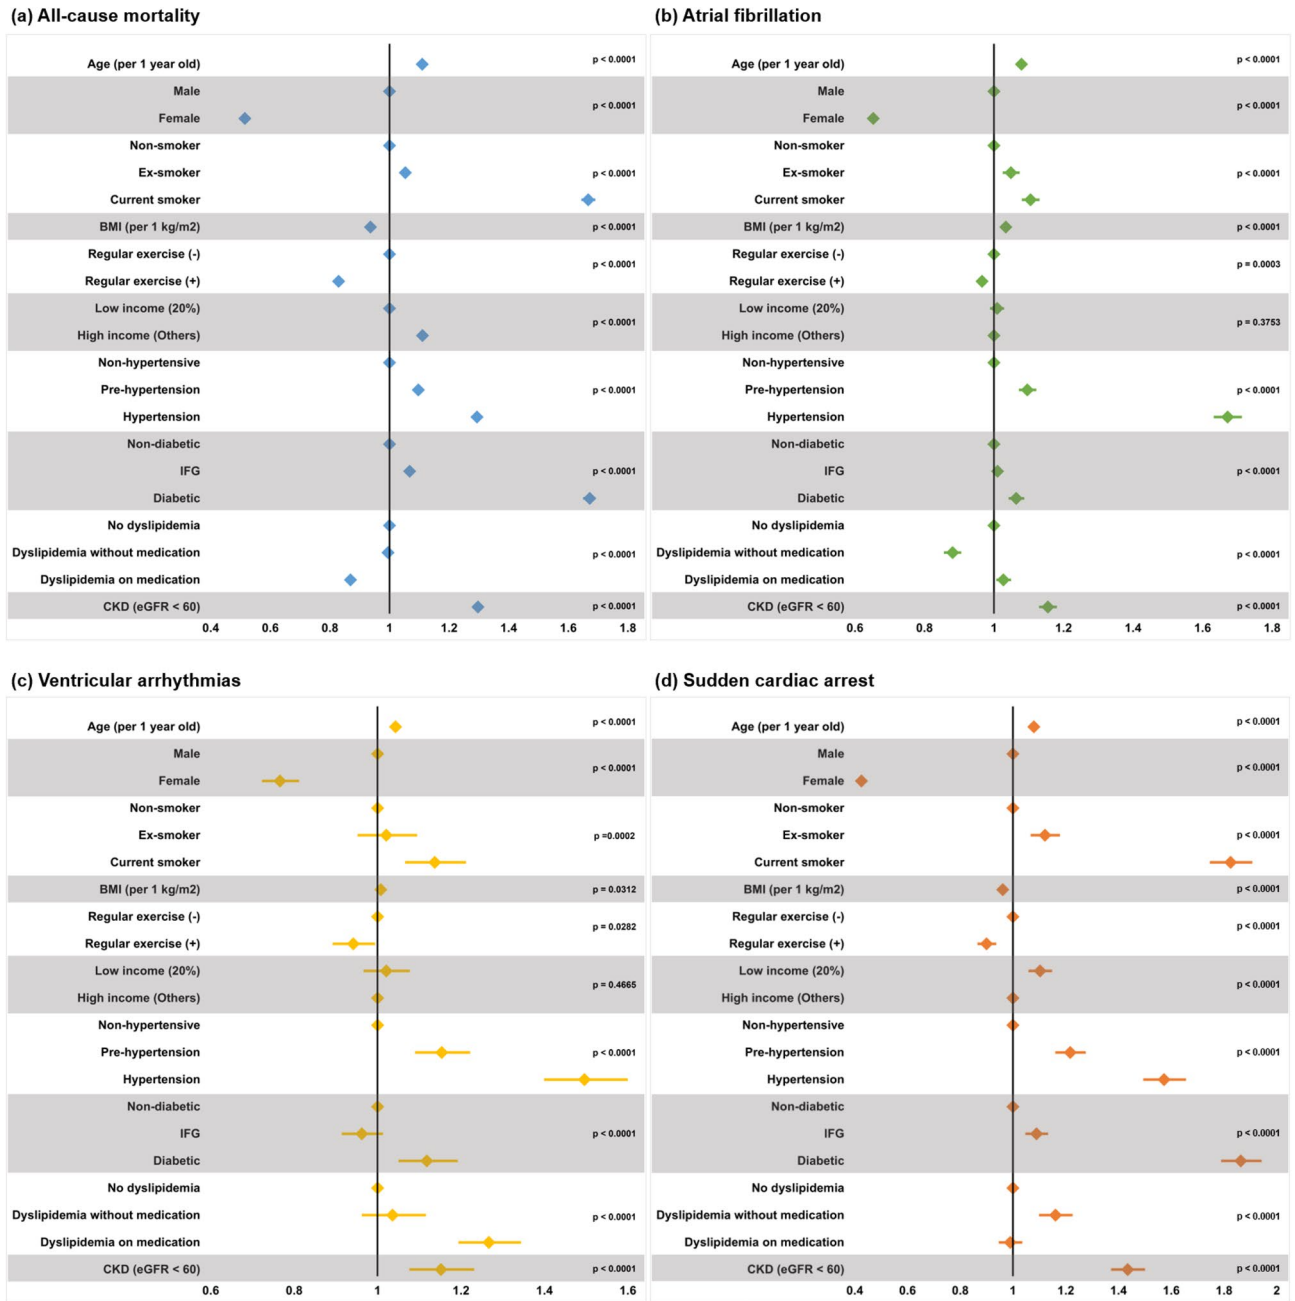 (a) All-cause mortality
Age (per 1 year old) p < 0.0001
Male
p < 0.0001
Female
Non-smoker
Ex-smoker p < 0.0001
Current smoker
BMI (per 1 kg/m2) p < 0.0001
Regular exercise (-)
p < 0.0001
Regular exercise (+)
Low income (20%)
p < 0.0001
High income (Others)
Non-hypertensive
Pre-hypertension p < 0.0001
Hypertension
Non-diabetic
IFG p < 0.0001
Diabetic
No dyslipidemia
Dyslipidemia without medication p < 0.0001
Dyslipidemia on medication
CKD (eGFR < 60) p < 0.0001
0.4 0.6 0.8 1 1.2 1.4 1.6 1.8
(b) Atrial fibrillation
Age (per 1 year old) p < 0.0001
Male
p < 0.0001
Female
Non-smoker
Ex-smoker p < 0.0001
Current smoker
BMI (per 1 kg/m2) p < 0.0001
Regular exercise (-)
p = 0.0003
Regular exercise (+)
Low income (20%)
p = 0.3753
High income (Others)
Non-hypertensive
Pre-hypertension p < 0.0001
Hypertension
Non-diabetic
IFG p < 0.0001
Diabetic
No dyslipidemia
Dyslipidemia without medication p < 0.0001
Dyslipidemia on medication
CKD (eGFR < 60) p < 0.0001
0.6 0.8 1 1.2 1.4 1.6 1.8
(c) Ventricular arrhythmias
Age (per 1 year old) p < 0.0001
Male
p < 0.0001
Female
Non-smoker
Ex-smoker p =0.0002
Current smoker
BMI (per 1 kg/m2) p = 0.0312
Regular exercise (-)
p = 0.0282
Regular exercise (+)
Low income (20%)
p = 0.4665
High income (Others)
Non-hypertensive
Pre-hypertension p < 0.0001
Hypertension
Non-diabetic
IFG p < 0.0001
Diabetic
No dyslipidemia
Dyslipidemia without medication p < 0.0001
Dyslipidemia on medication
CKD (eGFR < 60) p < 0.0001
0.6 0.8 1 1.2 1.4 1.6
(d) Sudden cardiac arrest
Age (per 1 year old) p < 0.0001
Male
p < 0.0001
Female
Non-smoker
Ex-smoker p < 0.0001
Current smoker
BMI (per 1 kg/m2) p < 0.0001
Regular exercise (-)
p < 0.0001
Regular exercise (+)
Low income (20%)
p < 0.0001
High income (Others)
Non-hypertensive
Pre-hypertension p < 0.0001
Hypertension
Non-diabetic
IFG p < 0.0001
Diabetic
No dyslipidemia
Dyslipidemia without medication p < 0.0001
Dyslipidemia on medication
CKD (eGFR < 60) p < 0.0001
0.4 0.6 0.8 1 1.2 1.4 1.6 1.8 2